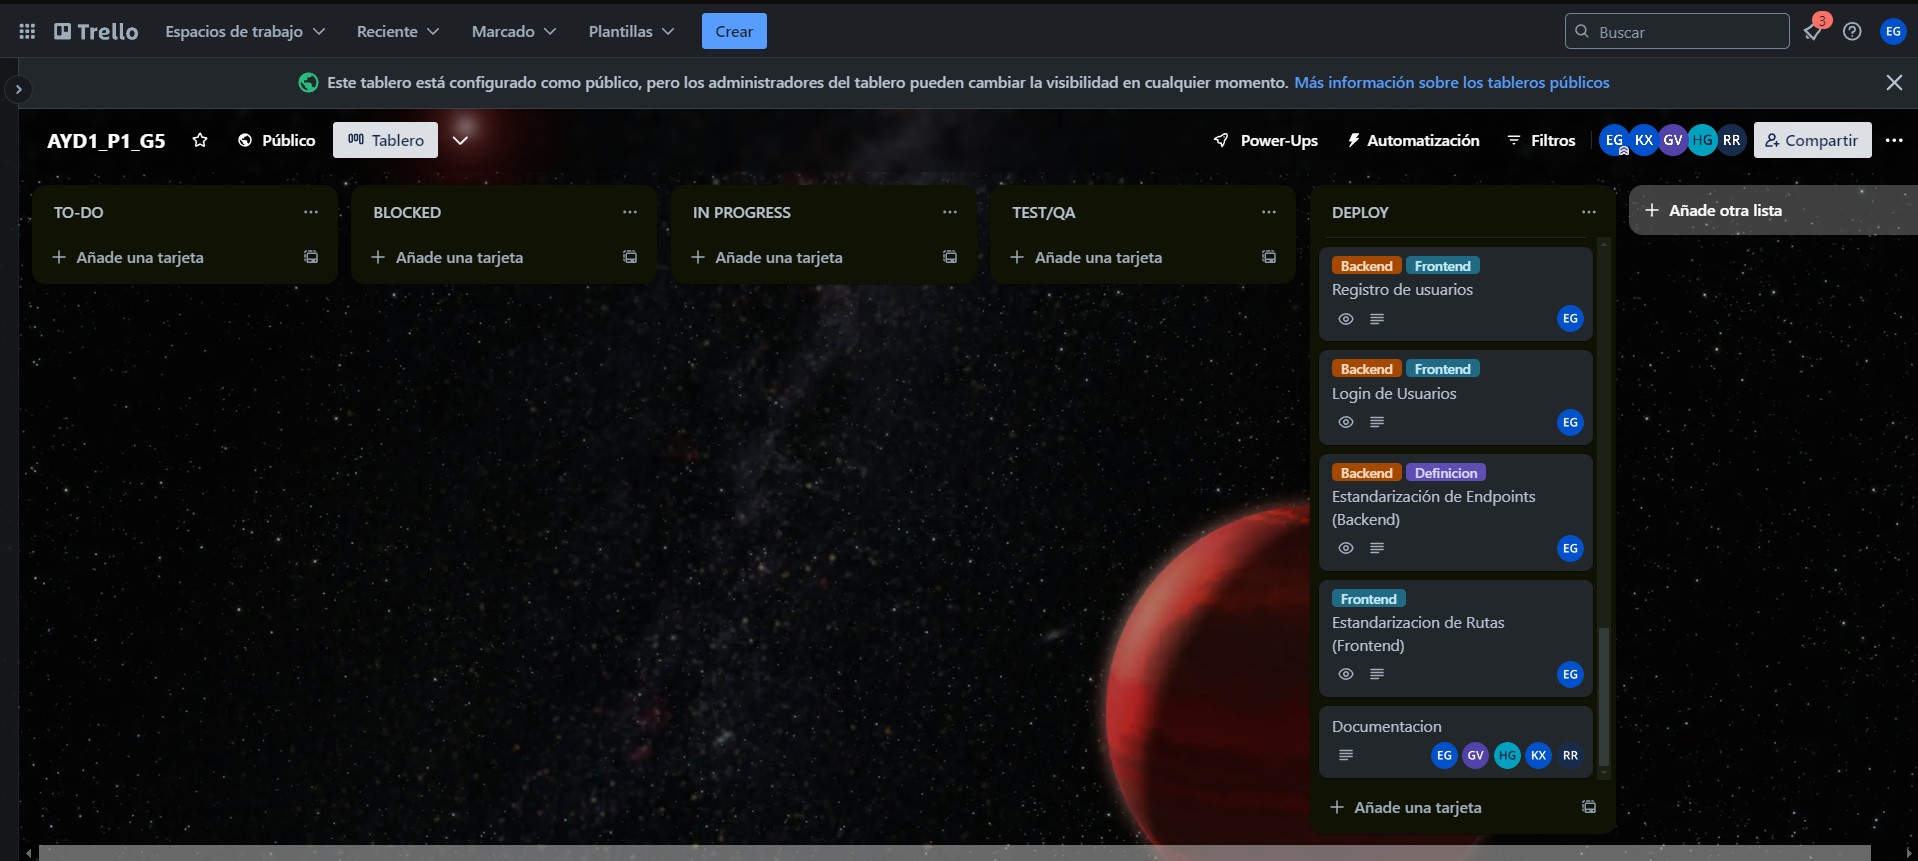 Trello
Espacios de trabajo
Reciente
Marcado
Plantillas
Crear
Buscar
3
EG
Este tablero está configurado como público, pero los administradores del tablero pueden cambiar la visibilidad en cualquier momento. Más información sobre los tableros públicos
AYD1_P1_G5
Público
Tablero
Power-Ups
Automatización
Filtros
EG KX GV HG RR
Compartir
TO-DO
Añade una tarjeta
BLOCKED
Añade una tarjeta
IN PROGRESS
Añade una tarjeta
TEST/QA
Añade una tarjeta
DEPLOY
Backend Frontend
Registro de usuarios
EG
Backend Frontend
Login de Usuarios
EG
Backend Definicion
Estandarización de Endpoints
(Backend)
EG
Frontend
Estandarizacion de Rutas
(Frontend)
EG
Documentacion
EG GV HG KX RR
Añade una tarjeta
Añade otra lista